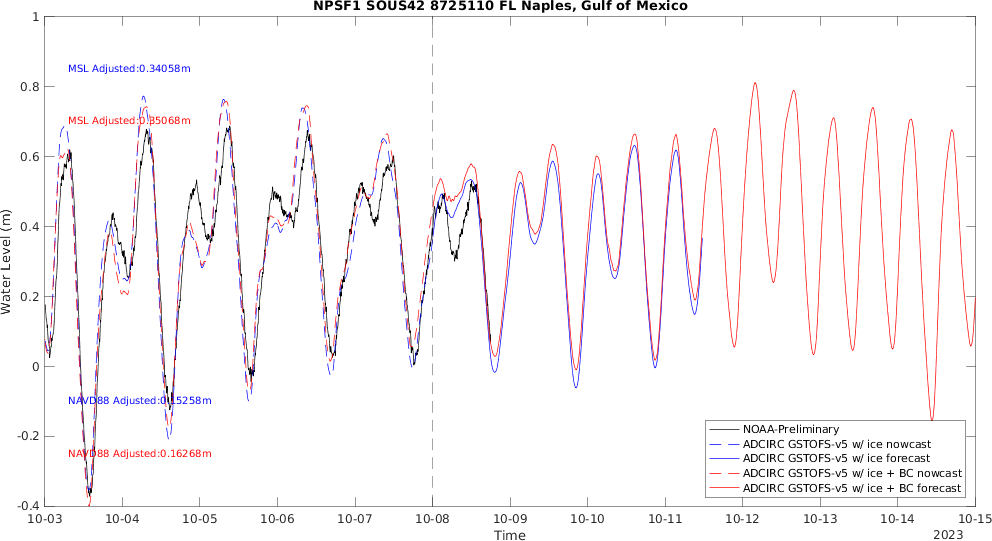 NPSF1 SOUS42 8725110 FL Naples, Gulf of Mexico
1
0.8
0.6
0.4
0.2
0
-0.2
-0.4
Water Level (m)
MSL Adjusted:0.34058m
MSL Adjusted:0.35068m
NAVD88 Adjusted:0.15258m
NAVD88 Adjusted:0.16268m
NOAA-Preliminary
ADCIRC GSTOFS-v5 w/ ice nowcast
ADCIRC GSTOFS-v5 w/ ice forecast
ADCIRC GSTOFS-v5 w/ ice + BC nowcast
ADCIRC GSTOFS-v5 w/ ice + BC forecast
10-03 10-04 10-05 10-06 10-07 10-08 10-09 10-10 10-11 10-12 10-13 10-14 10-15
Time
2023